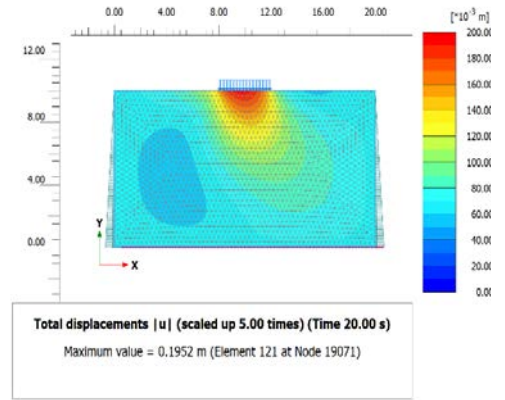 0.00 4.00 8.00 12.00 16.00 20.00
[*10⁻³ m]
200.00
180.00
160.00
140.00
120.00
100.00
80.00
60.00
40.00
20.00
0.00
12.00
8.00
4.00
0.00
Y
X
Total displacements |u| (scaled up 5.00 times) (Time 20.00 s)
Maximum value = 0.1952 m (Element 121 at Node 19071)